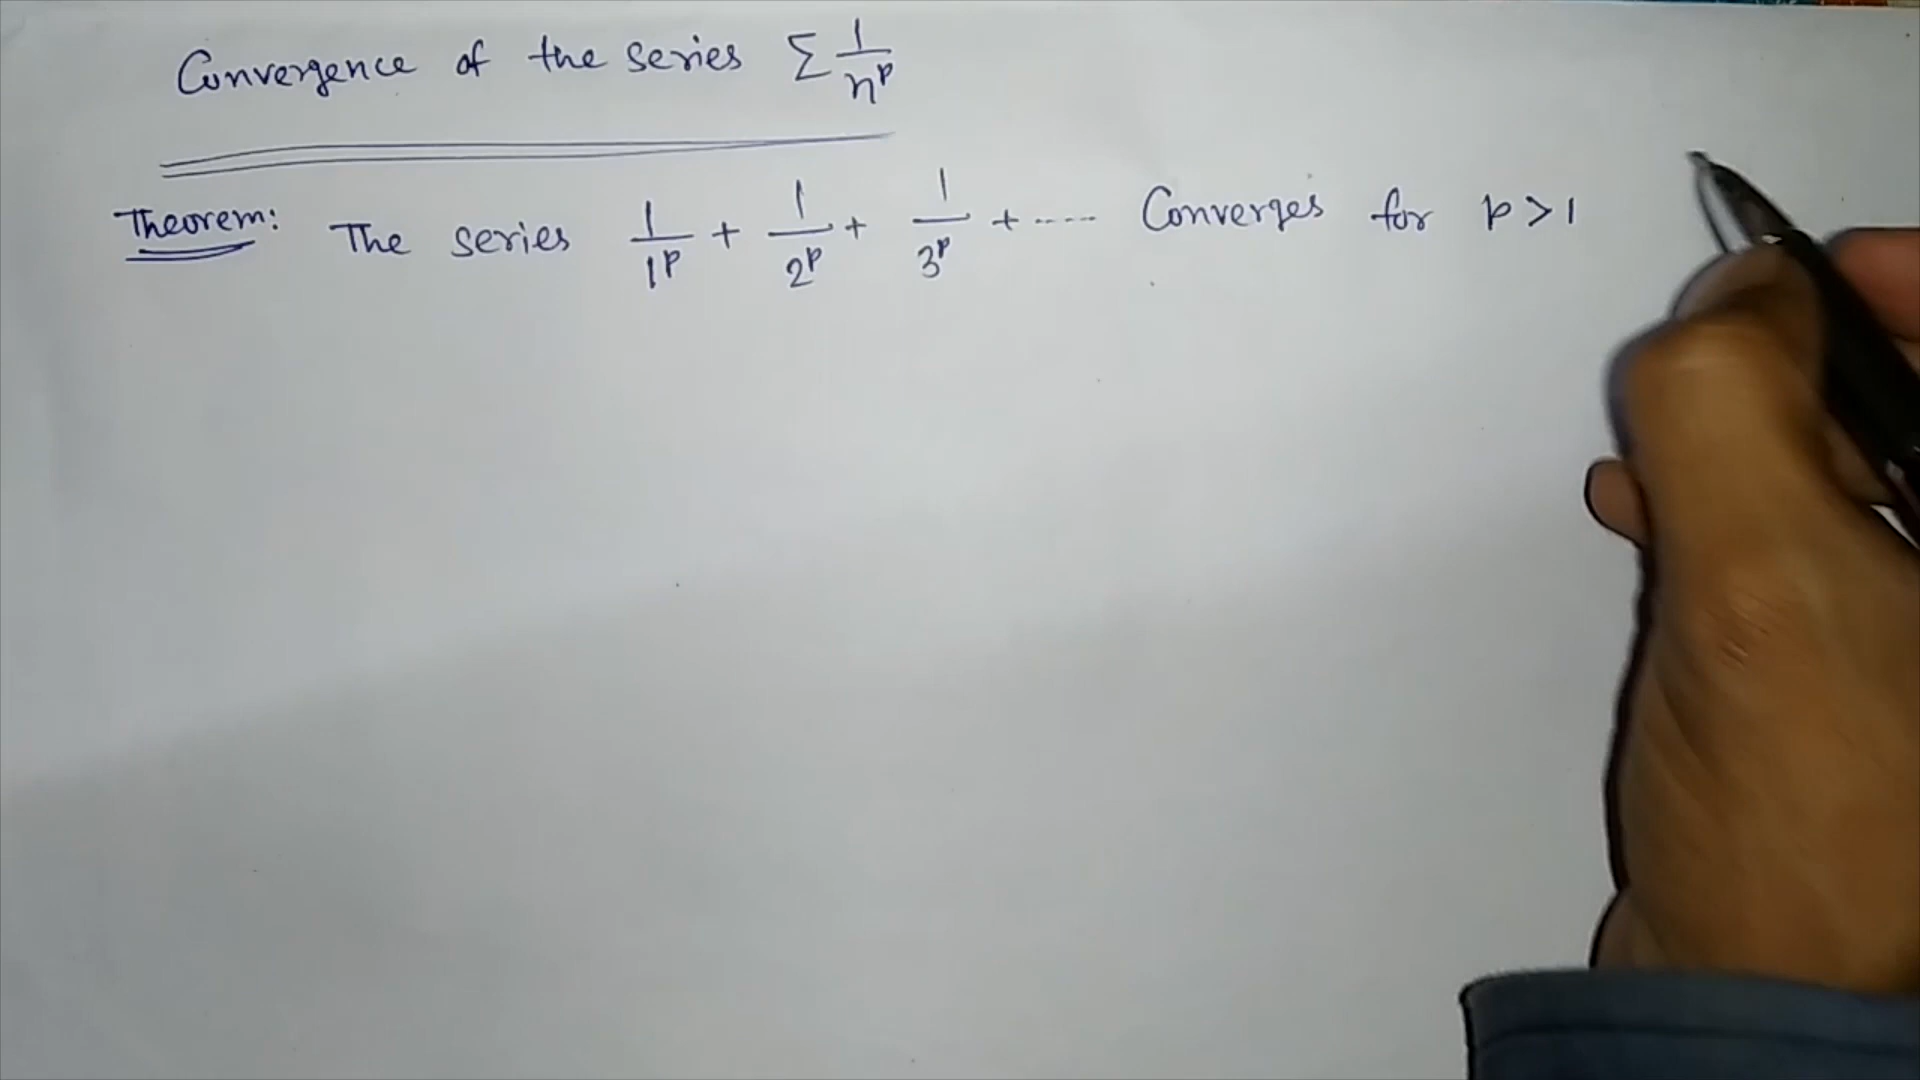 Convergence of the series Σ 1/n^p
Theorem: The series 1/1^p + 1/2^p + 1/3^p + ..... Converges for p > 1